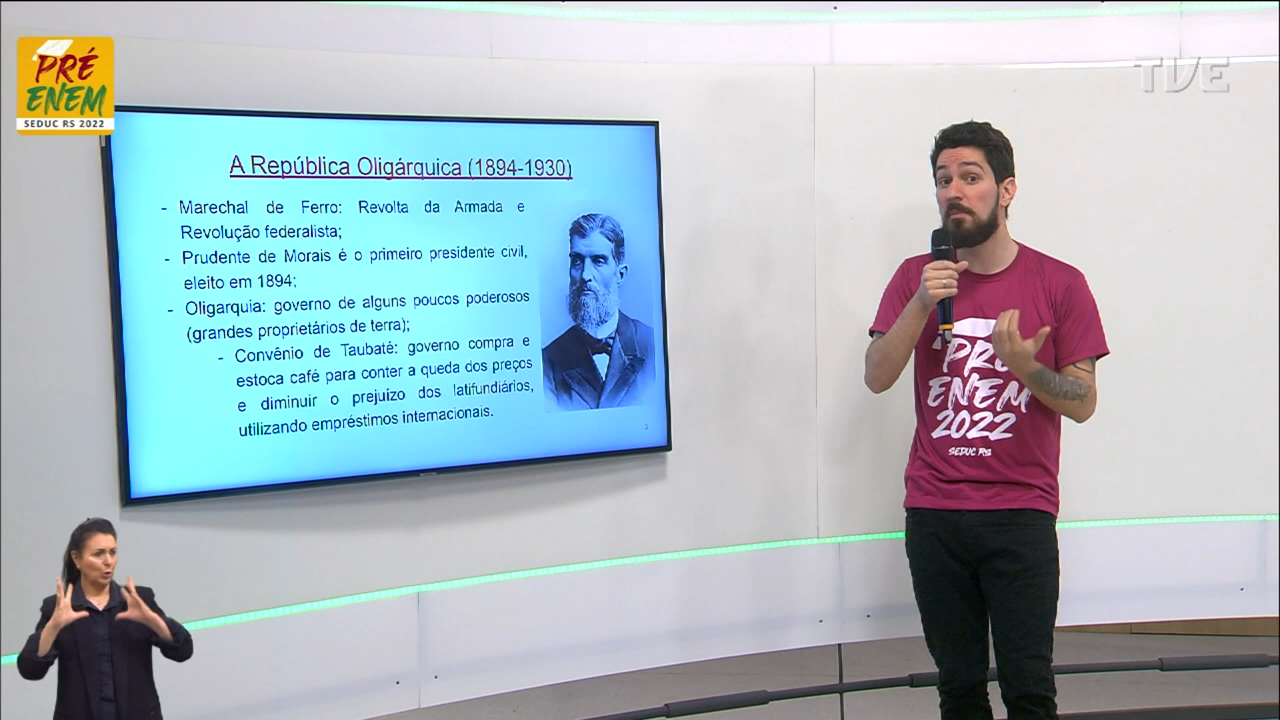 PRÉ
ENEM
SEDUC RS 2022
TVE
A República Oligárquica (1894-1930)
- Marechal de Ferro: Revolta da Armada e
Revolução federalista;
- Prudente de Morais é o primeiro presidente civil,
eleito em 1894;
- Oligarquia: governo de alguns poucos poderosos
(grandes proprietários de terra);
- Convênio de Taubaté: governo compra e
estoca café para conter a queda dos preços
e diminuir o prejuízo dos latifundiários,
utilizando empréstimos internacionais.
3
PRÉ
ENEM
2022
SEDUC RS